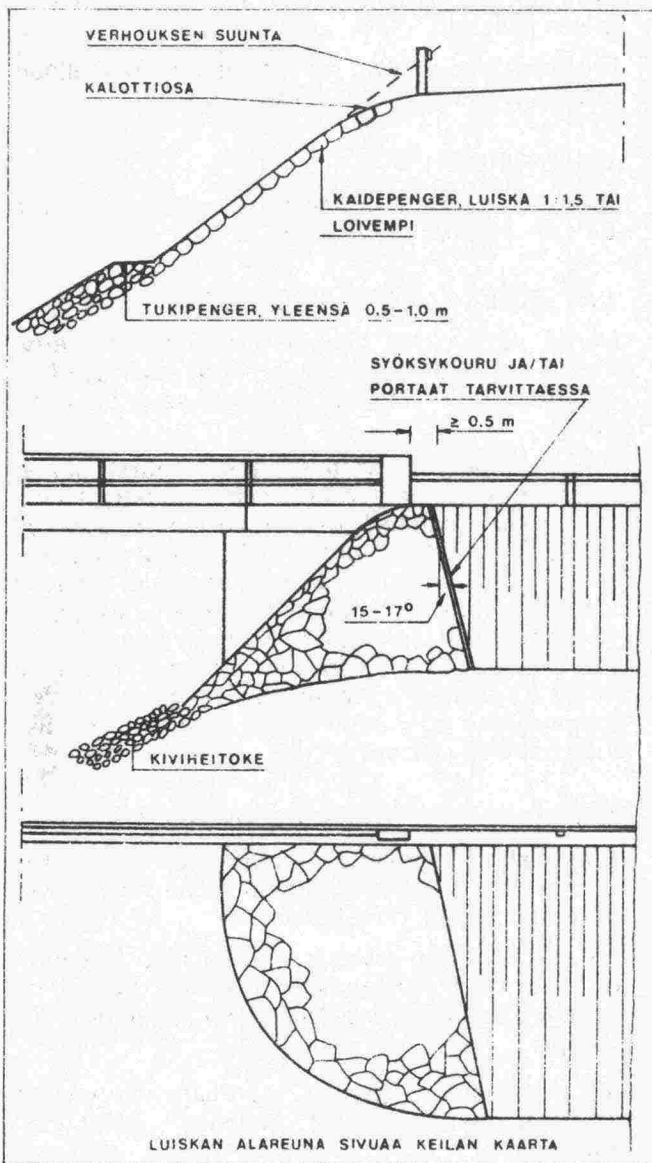 VERHOUKSEN SUUNTA
KALOTTIOSA
KAIDEPENGER, LUISKA 1:1,5 TAI
LOIVEMPI
TUKIPENGER, YLEENSÄ 0.5-1.0 m
SYÖKSYKOURU JA/TAI
PORTAAT TARVITTAESSA
≥ 0.5 m
15-17°
KIVIHEITOKE
LUISKAN ALAREUNA SIVUAA KEILAN KAARTA